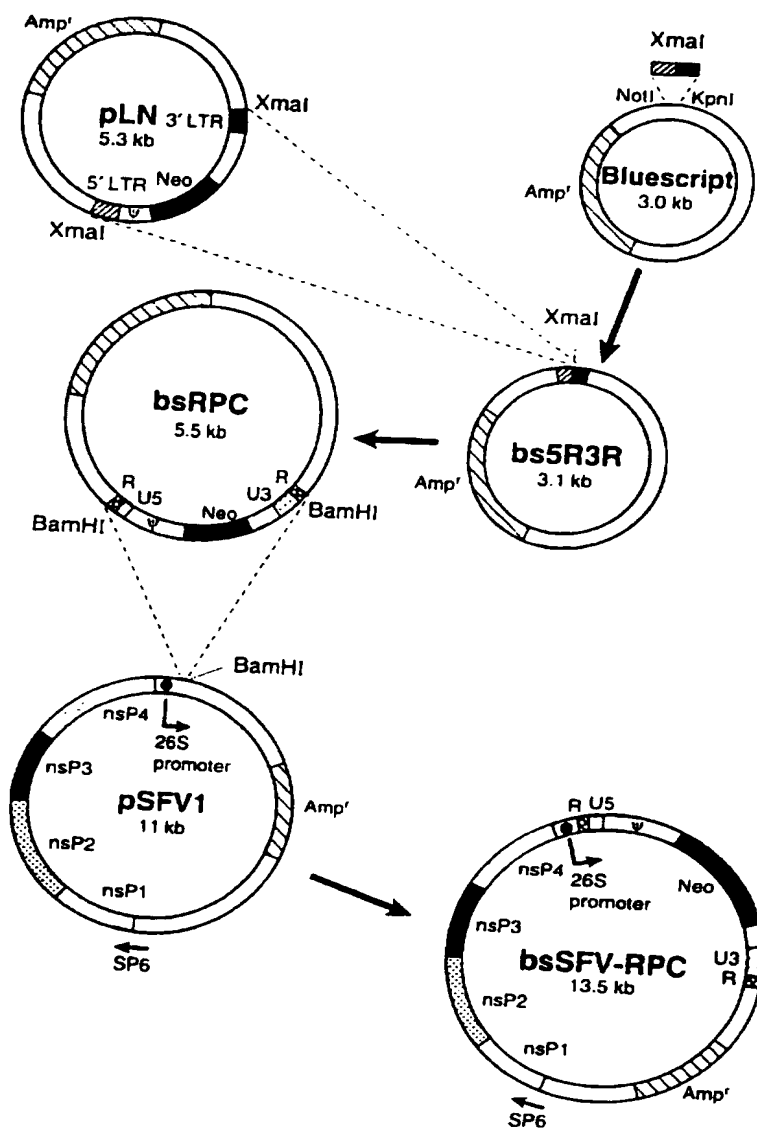 Ampʳ
pLN
5.3 kb
3′ LTR
XmaI
5′ LTR
Neo
ψ
XmaI
XmaI
NotI
KpnI
Bluescript
3.0 kb
Ampʳ
XmaI
bs5R3R
3.1 kb
Ampʳ
bsRPC
5.5 kb
R
U5
ψ
Neo
U3
R
BamHI
BamHI
BamHI
nsP4
26S
promoter
nsP3
pSFV1
11 kb
Ampʳ
nsP2
nsP1
SP6
R
U5
ψ
nsP4
26S
promoter
Neo
nsP3
bsSFV-RPC
13.5 kb
U3
R
nsP2
nsP1
Ampʳ
SP6